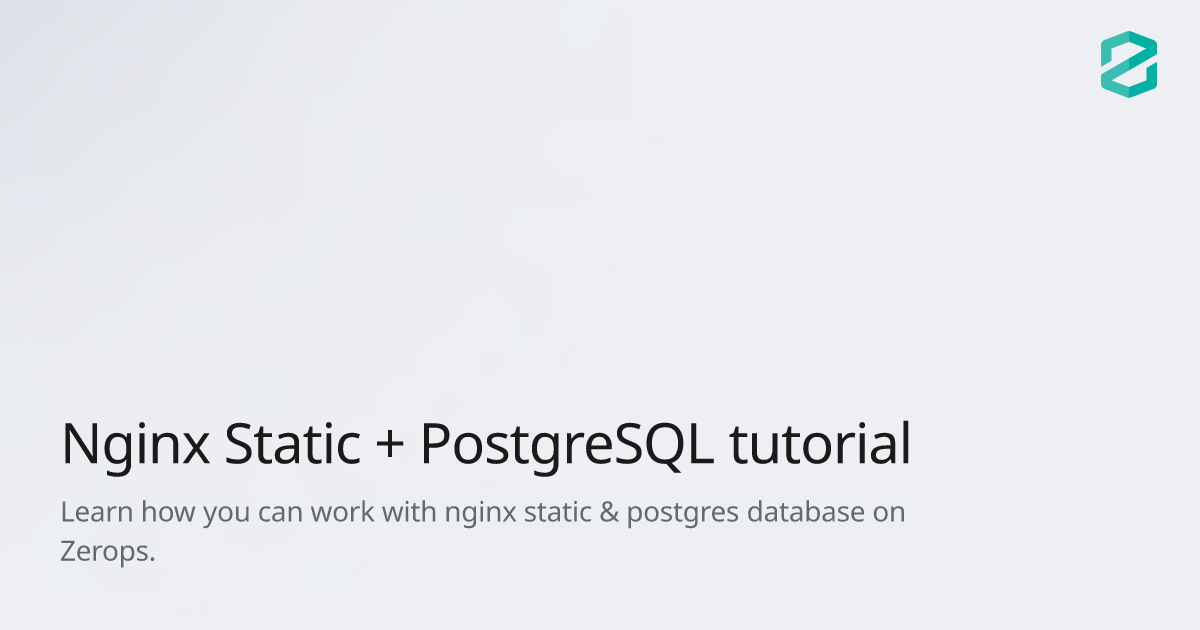 Nginx Static + PostgreSQL tutorial
Learn how you can work with nginx static & postgres database on
Zerops.